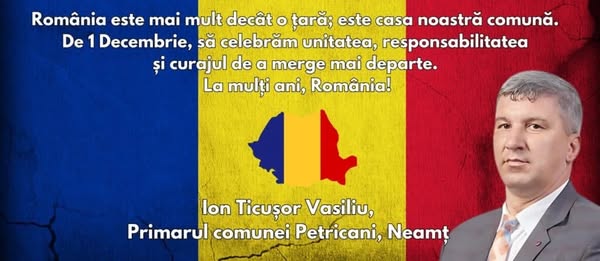 România este mai mult decât o țară; este casa noastră comună.
De 1 Decembrie, să celebrăm unitatea, responsabilitatea
și curajul de a merge mai departe.
La mulți ani, România!
Ion Ticușor Vasiliu,
Primarul comunei Petricani, Neamț